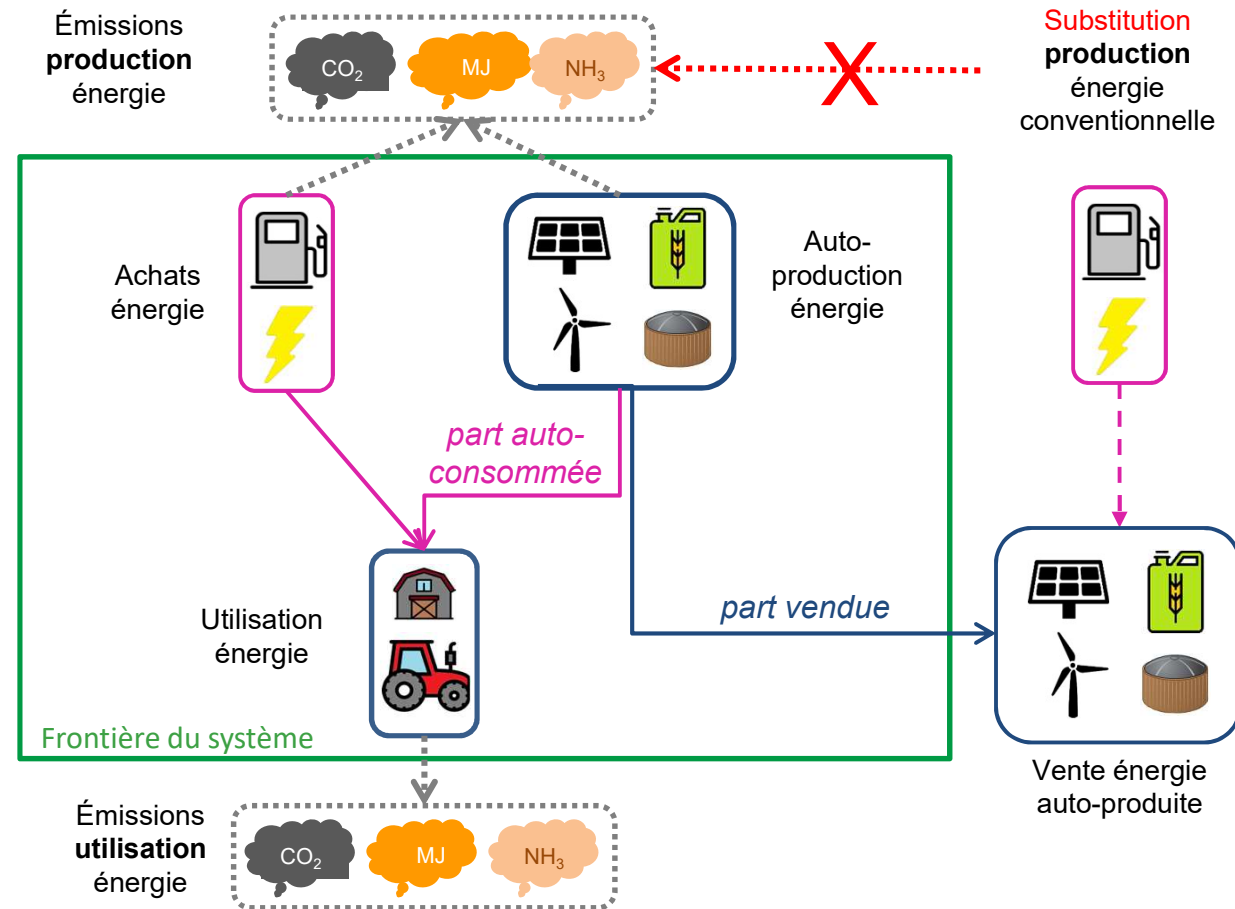 Émissions
production
énergie
CO₂
MJ
NH₃
X
Substitution
production
énergie
conventionnelle
Achats
énergie
Auto-
production
énergie
part auto-
consommée
Utilisation
énergie
part vendue
Frontière du système
Vente énergie
auto-produite
Émissions
utilisation
énergie
CO₂
MJ
NH₃